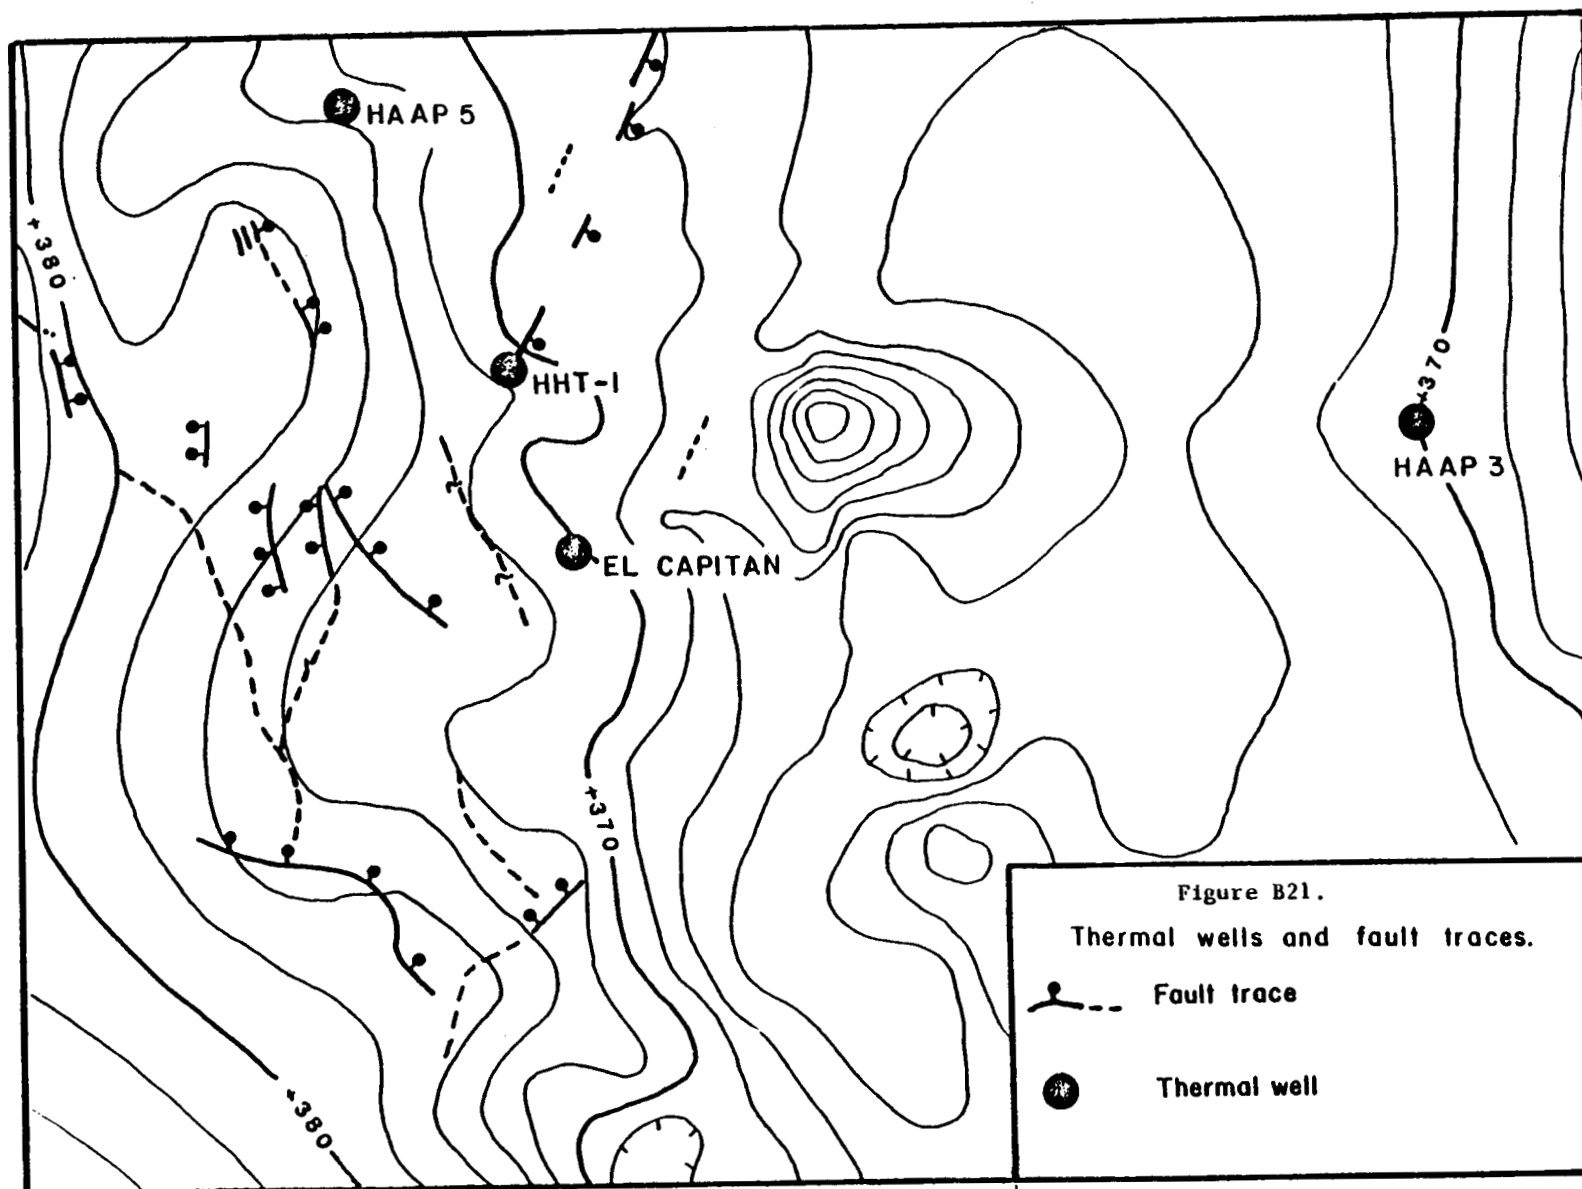 HAAP 5
+380
HHT-1
+370
HAAP 3
EL CAPITAN
+370
+380
Figure B21.
Thermal wells and fault traces.
Fault trace
Thermal well